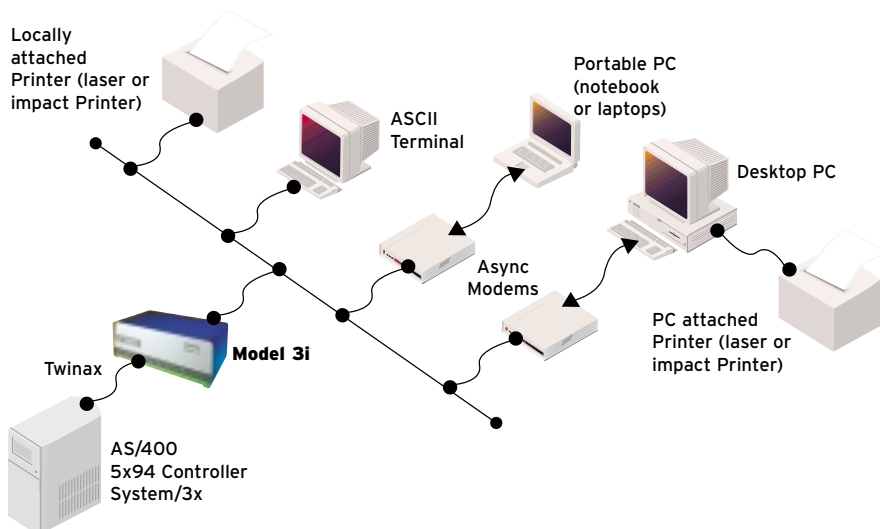 Locally
attached
Printer (laser or
impact Printer)
ASCII
Terminal
Portable PC
(notebook
or laptops)
Desktop PC
Async
Modems
PC attached
Printer (laser or
impact Printer)
Model 3i
Twinax
AS/400
5x94 Controller
System/3x